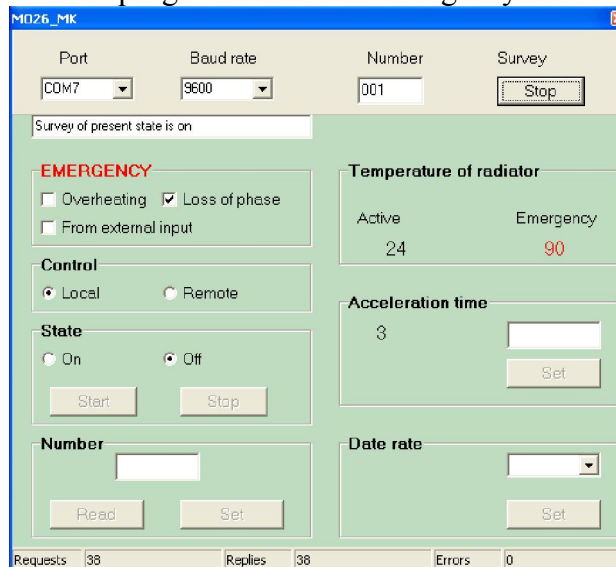 M026_MK
Port Baud rate Number Survey
COM7 9600 001 Stop
Survey of present state is on
EMERGENCY
Overheating Loss of phase
From external input
Control
Local Remote
State
On Off
Start Stop
Number
Read Set
Temperature of radiator
Active Emergency
24 90
Acceleration time
3
Set
Date rate
Set
Requests 38 Replies 38 Errors 0